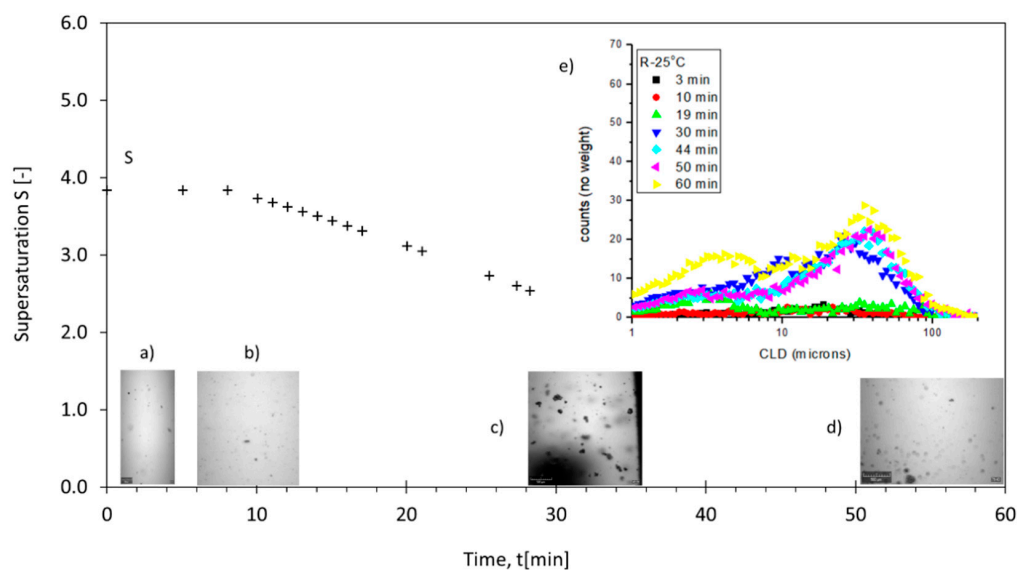 6.0
5.0
4.0
3.0
2.0
1.0
0.0
Supersaturation S [-]
S
a)
b)
c)
d)
e)
70
60
50
40
30
20
10
0
counts (no weight)
R-25°C
3 min
10 min
19 min
30 min
44 min
50 min
60 min
1
10
100
CLD (microns)
0
10
20
30
40
50
60
Time, t[min]